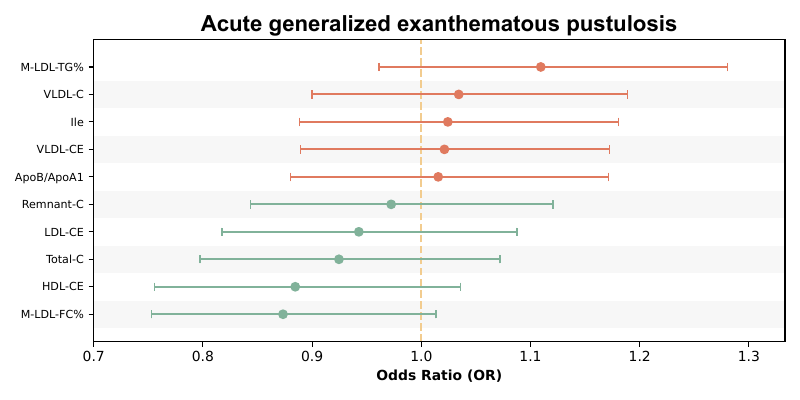 Acute generalized exanthematous pustulosis
M-LDL-TG%
VLDL-C
Ile
VLDL-CE
ApoB/ApoA1
Remnant-C
LDL-CE
Total-C
HDL-CE
M-LDL-FC%
0.7 0.8 0.9 1.0 1.1 1.2 1.3
Odds Ratio (OR)